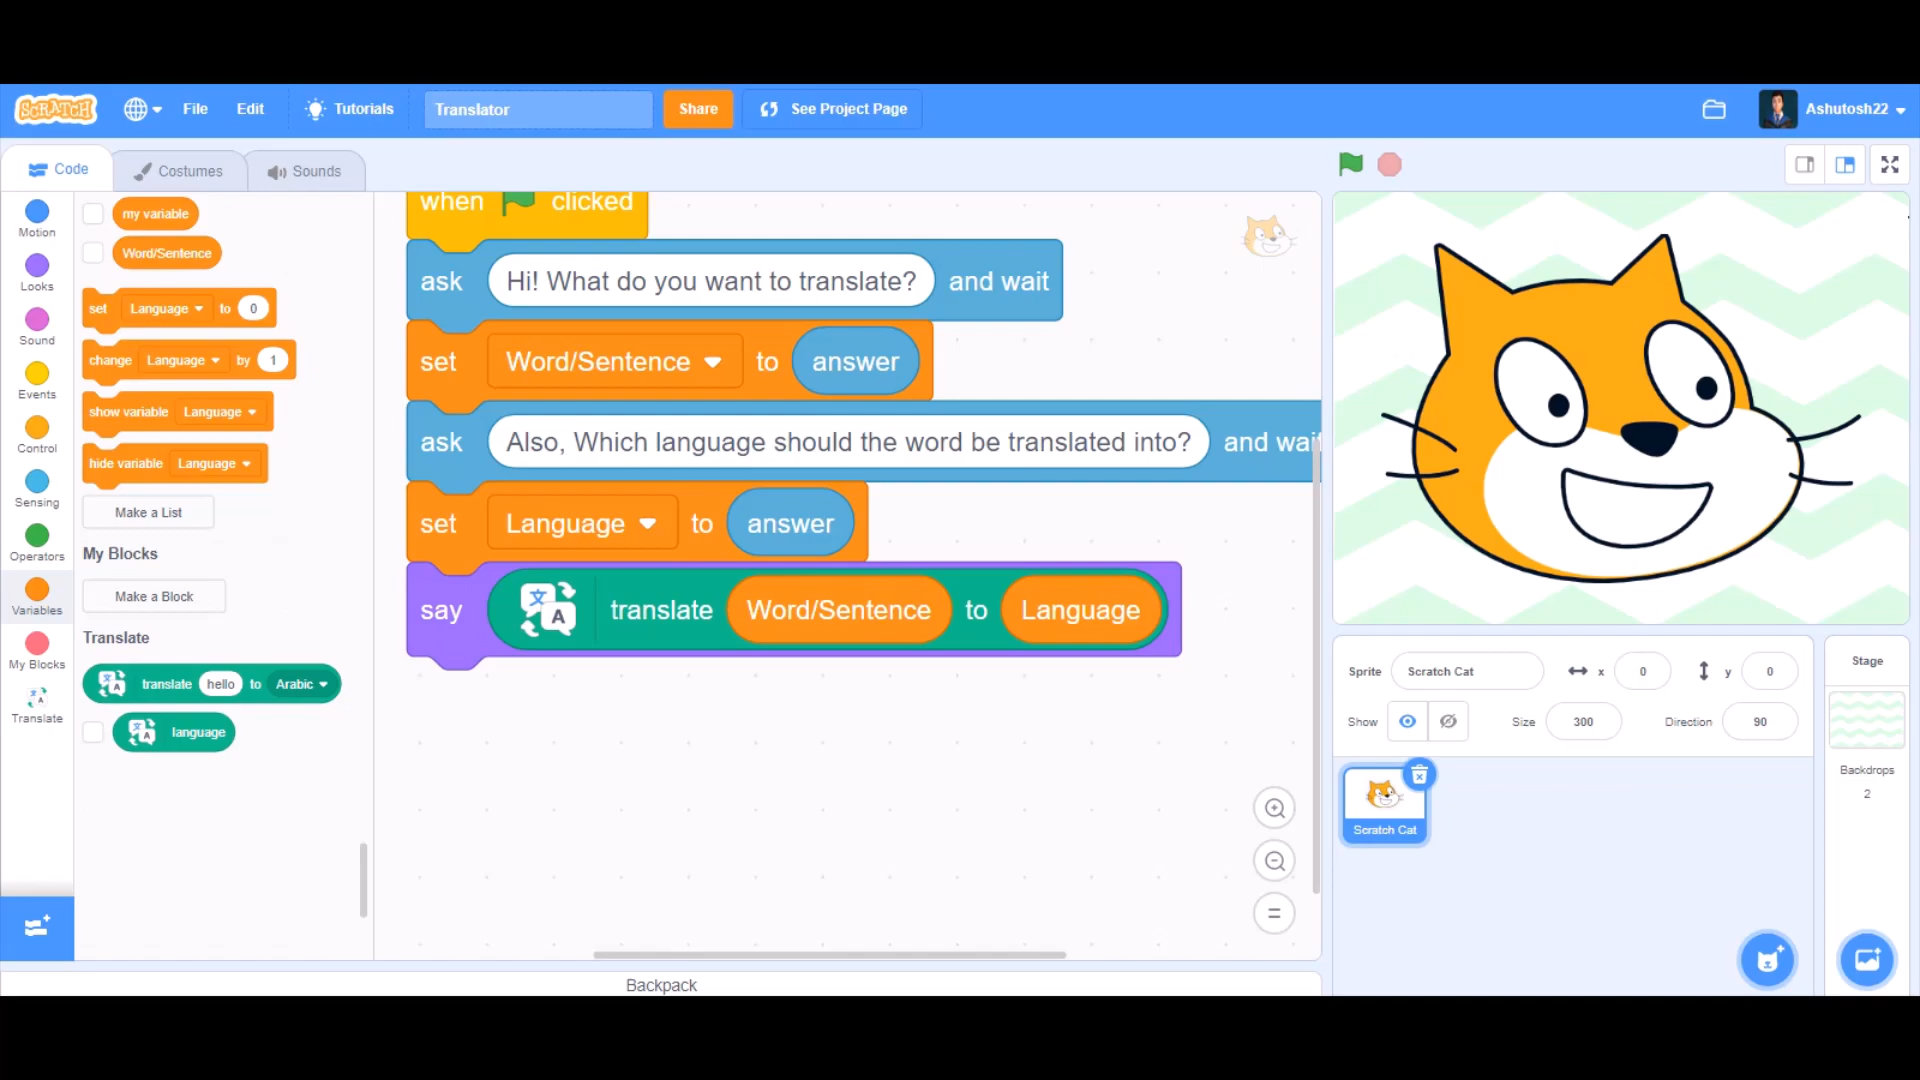 SCRATCH File Edit Tutorials Translator Share See Project Page Ashutosh22
Code Costumes Sounds
Motion
Looks
Sound
Events
Control
Sensing
Operators
Variables
My Blocks
Translate
my variable
Word/Sentence
set Language to 0
change Language by 1
show variable Language
hide variable Language
Make a List
My Blocks
Make a Block
Translate
translate hello to Arabic
language
when clicked
ask Hi! What do you want to translate? and wait
set Word/Sentence to answer
ask Also, Which language should the word be translated into? and wait
set Language to answer
say translate Word/Sentence to Language
Backpack
Sprite Scratch Cat x 0 y 0
Show Size 300 Direction 90
Scratch Cat
Stage
Backdrops
2